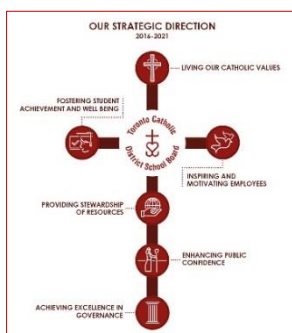 OUR STRATEGIC DIRECTION
2016-2021
LIVING OUR CATHOLIC VALUES
FOSTERING STUDENT
ACHIEVEMENT AND WELL BEING
Toronto Catholic
District School Board
INSPIRING AND
MOTIVATING EMPLOYEES
PROVIDING STEWARDSHIP
OF RESOURCES
ENHANCING PUBLIC
CONFIDENCE
ACHIEVING EXCELLENCE IN
GOVERNANCE